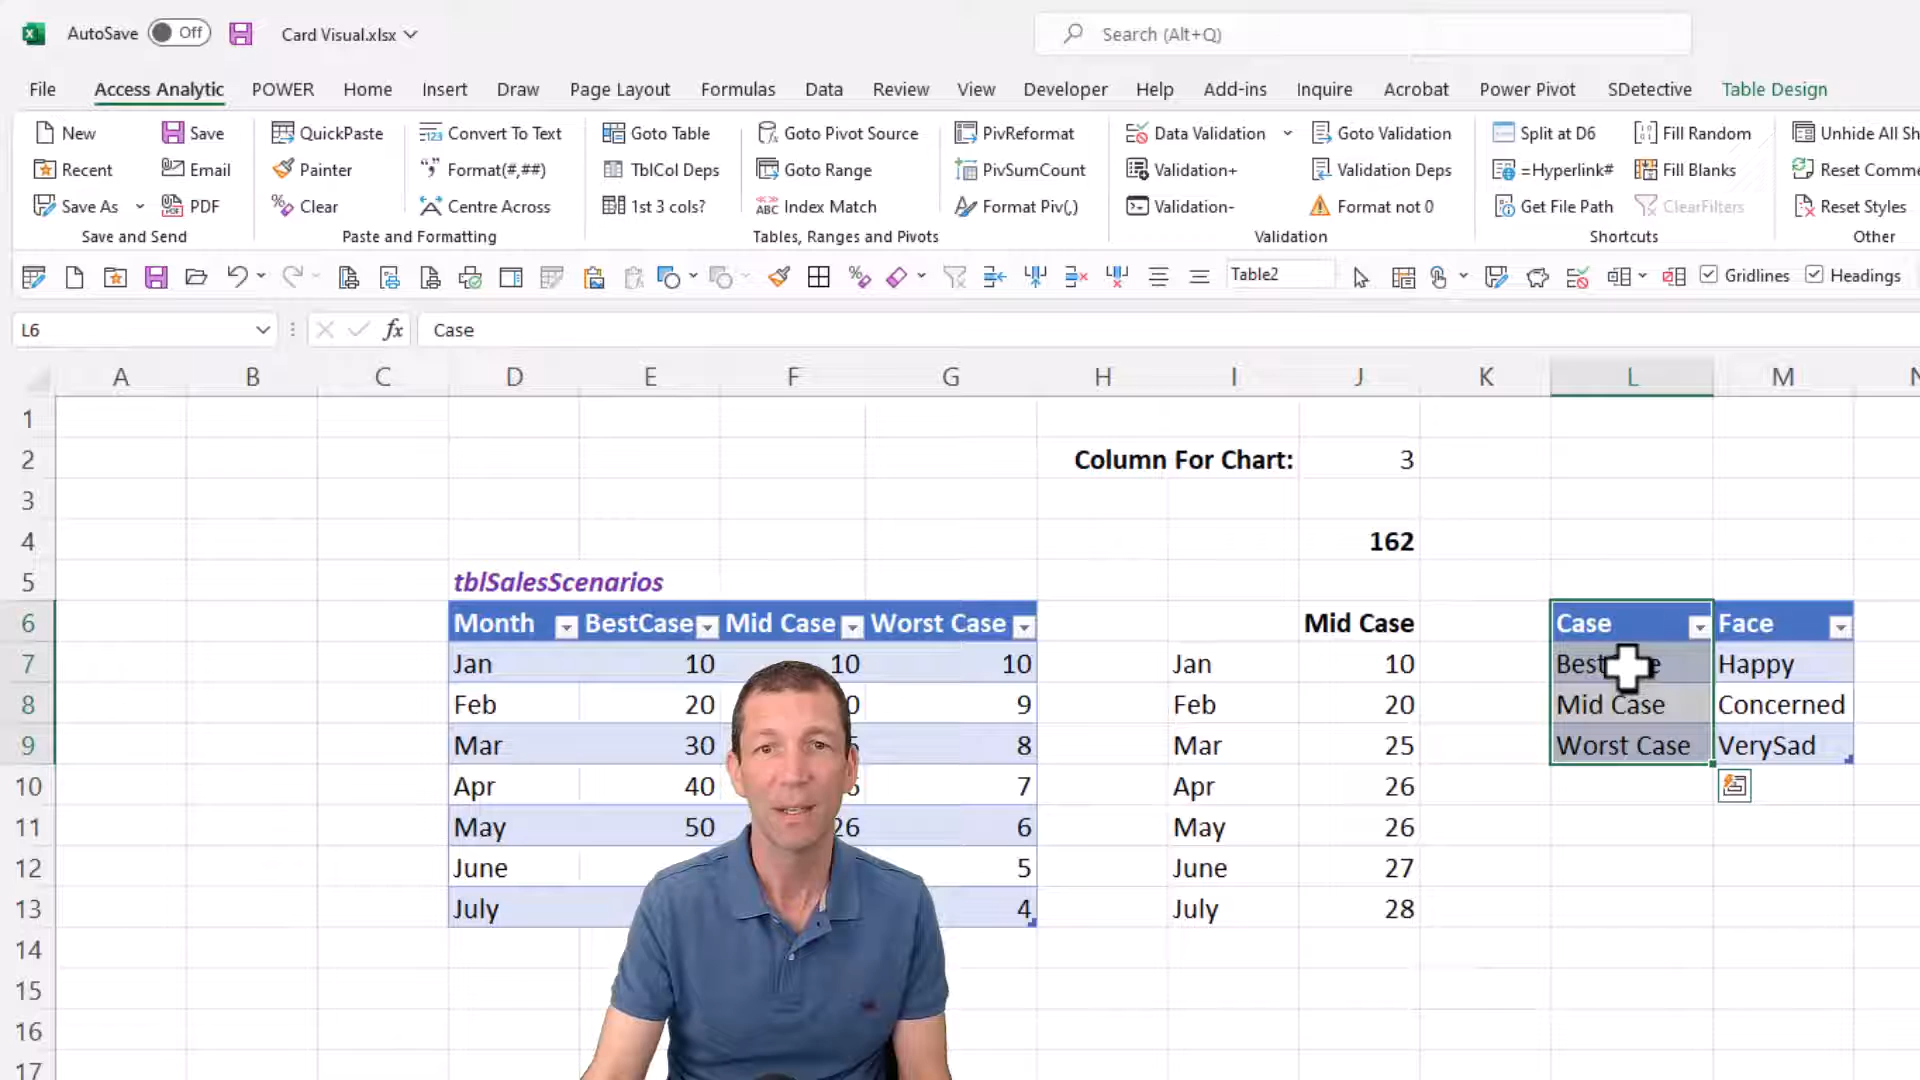 AutoSave Off Card Visual.xlsx Search (Alt+Q)
File Access Analytic POWER Home Insert Draw Page Layout Formulas Data Review View Developer Help Add-ins Inquire Acrobat Power Pivot SDetective Table Design
New Save QuickPaste Convert To Text Goto Table Goto Pivot Source PivReformat Data Validation Goto Validation Split at D6 Fill Random Unhide All Sh
Recent Email Painter Format(#,##) TblCol Deps Goto Range PivSumCount Validation+ Validation Deps =Hyperlink# Fill Blanks Reset Comme
Save As PDF Clear Centre Across 1st 3 cols? Index Match Format Piv(,) Validation- Format not 0 Get File Path ClearFilters Reset Styles
Save and Send Paste and Formatting Tables, Ranges and Pivots Validation Shortcuts Other
Table2 Gridlines Headings
L6 fx Case
A B C D E F G H I J K L M N
1
2 Column For Chart: 3
3
4 162
5 tblSalesScenarios
6 Month BestCase Mid Case Worst Case Mid Case Case Face
7 Jan 10 10 10 Jan 10 Best Happy
8 Feb 20 9 Feb 20 Mid Case Concerned
9 Mar 30 8 Mar 25 Worst Case VerySad
10 Apr 40 7 Apr 26
11 May 50 26 6 May 26
12 June 5 June 27
13 July 4 July 28
14
15
16
17